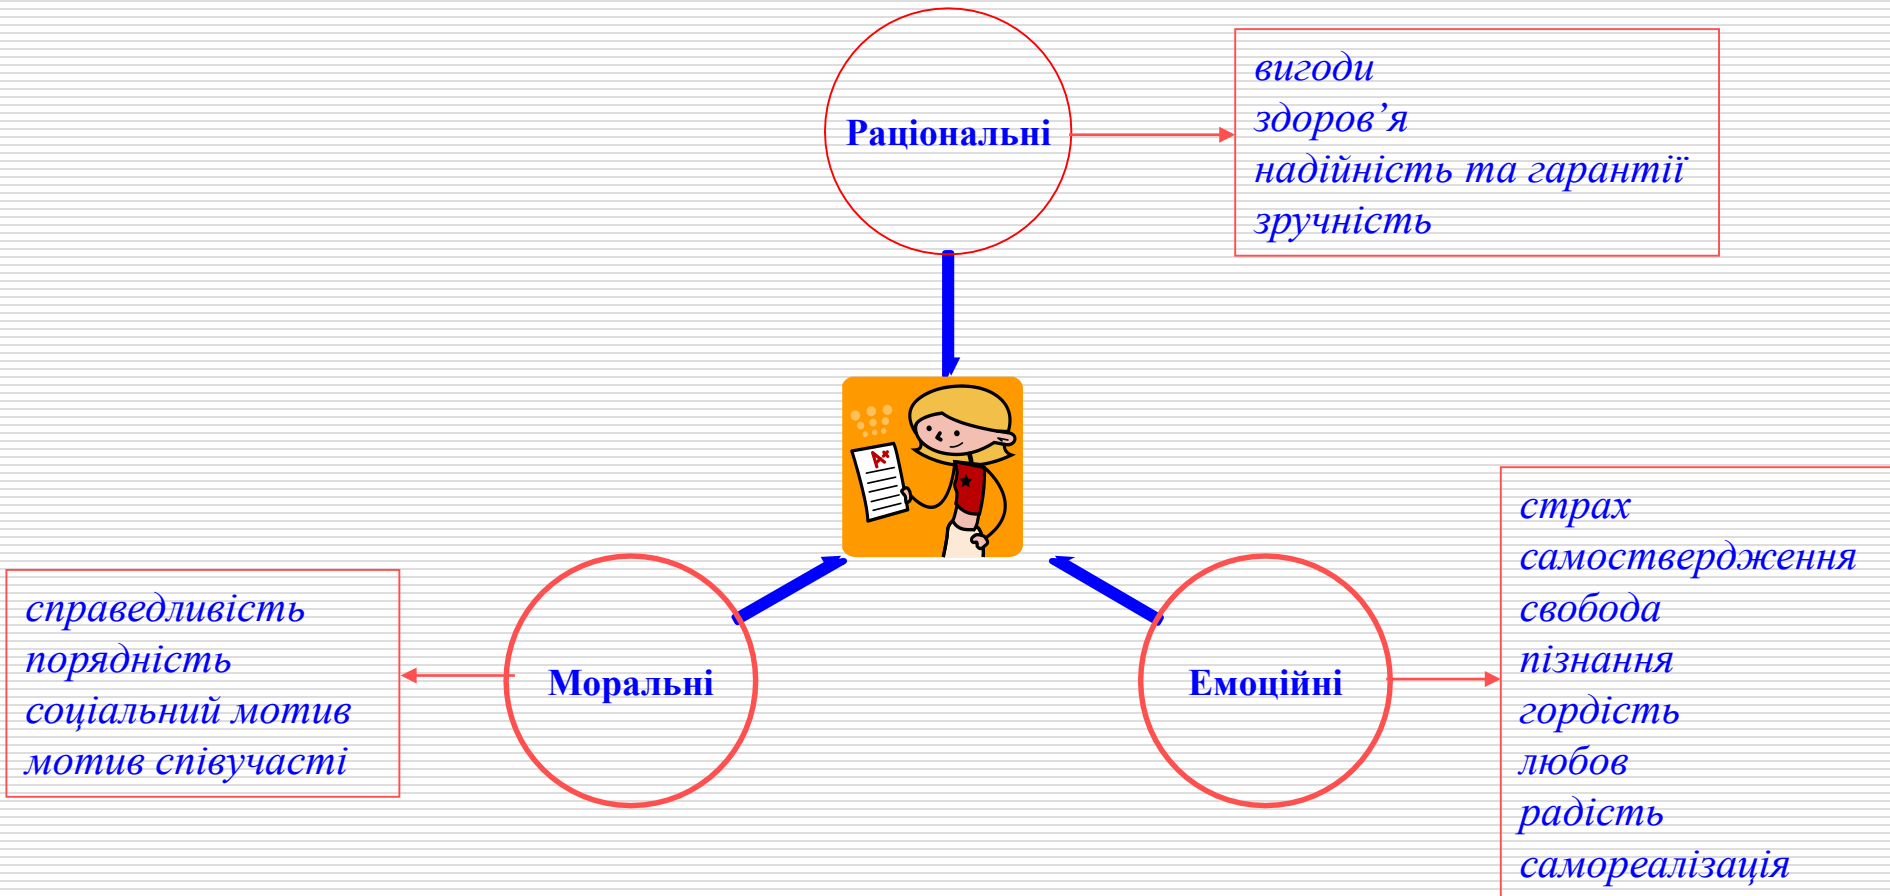 Раціональні
вигоди
здоров’я
надійність та гарантії
зручність
A+
Моральні
справедливість
порядність
соціальний мотив
мотив співучасті
Емоційні
страх
самоствердження
свобода
пізнання
гордість
любов
радість
самореалізація